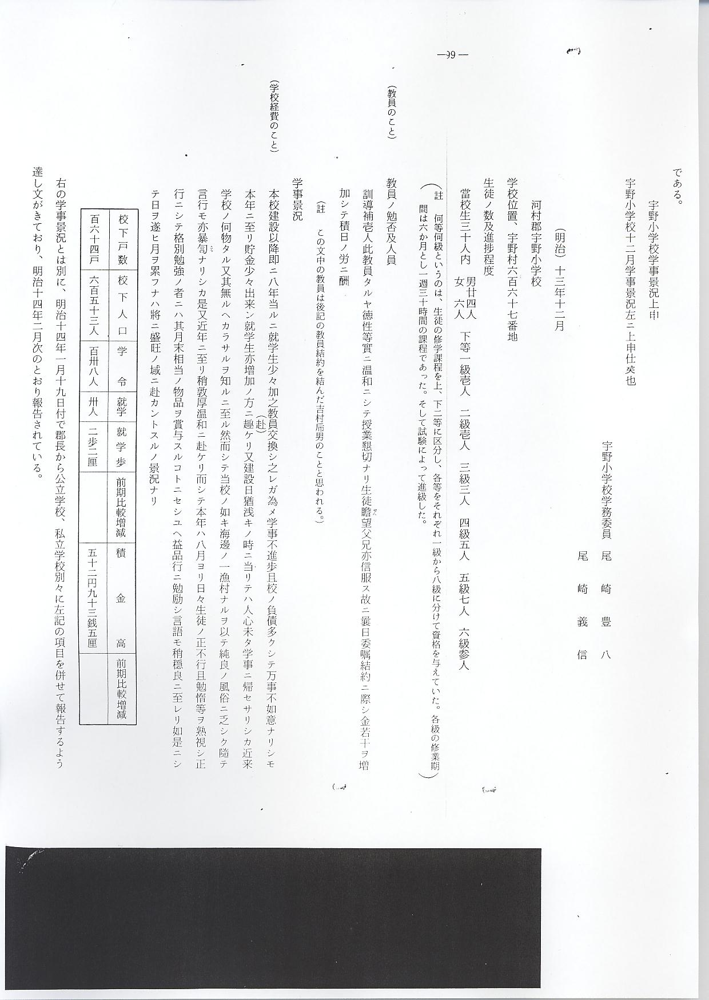 ―99―
である。
宇野小学校学事景況上申
宇野小学校十二月学事景況左ニ上申仕矣也
宇野小学校学務委員 尾崎豊八
尾崎義信
（明治）十三年十二月
河村郡宇野小学校
学校位置、宇野村六百六十七番地
生徒ノ数及進捗程度
當校生三十人内 男廿四人 女六人 下等一級壱人 二級壱人 三級三人 四級五人 五級七人 六級参人
（註 何等何級というのは、生徒の修学課程を上、下二等に区分し、各等をそれぞれ一級から八級に分けて資格を与えていた。各級の修業期
間は六か月とし一週三十時間の課程であった。そして試験によって進級した。）
（教員のこと）
教員ノ勉否及人員
訓導補壱人此教員タルヤ徳性等實ニ温和ニシテ授業懇切ナリ生徒瞻望父兄亦信服ス故ニ曩日委嘱結約ニ際シ金若干ヲ増
せん
加シテ積日ノ労ニ酬
（註 この文中の教員は後記の教員結約を結んだ吉村乕男のことと思われる。）
学事景況
（学校経費のこと）
本校建設以降即ニ八年当ルニ就学生少々加之教員交換シ之レガ為メ学事不進歩且校ノ負債多クシテ万事不如意ナリシモ
（赴）
本年ニ至リ貯金少々出来ン就学生亦増加ノ方ニ趣ケリ又建設日猶浅キノ時ニ当リテハ人心未タ学事ニ帰セサリシカ近来
学校ノ何物タル又其無ルヘカラサルヲ知ルニ至ル然而シテ当校ノ如キ海邊ノ一漁村ナルヲ以テ純良ノ風俗ニ乏シク隨テ
言行モ亦暴訇ナリシカ是又近年ニ至リ稍敦厚温和ニ赴ケリ而シテ本年ハ八月ヨリ日々生徒ノ正不行且勉惰等ヲ熟視シ正
行ニシテ格別勉強ノ者ニハ其月末相当ノ物品ヲ賞与スルコトニセシユヘ益品行ニ勉励シ言語モ稍穏良ニ至レリ如是ニシ
テ日ヲ遂ヒ月ヲ累フナハ將ニ盛旺ノ域ニ赴カントスルノ景況ナリ
校下戸数 校下人口 学令 就学 就学歩 前期比較増減 積金高 前期比較増減
百六十四戸 六百五十三人 百卅八人 卅人 二歩二厘 五十二円九十三銭五厘
右の学事景況とは別に、明治十四年一月十九日付で郡長から公立学校、私立学校別々に左記の項目を併せて報告するよう
達し文がきており、明治十四年二月次のとおり報告されている。